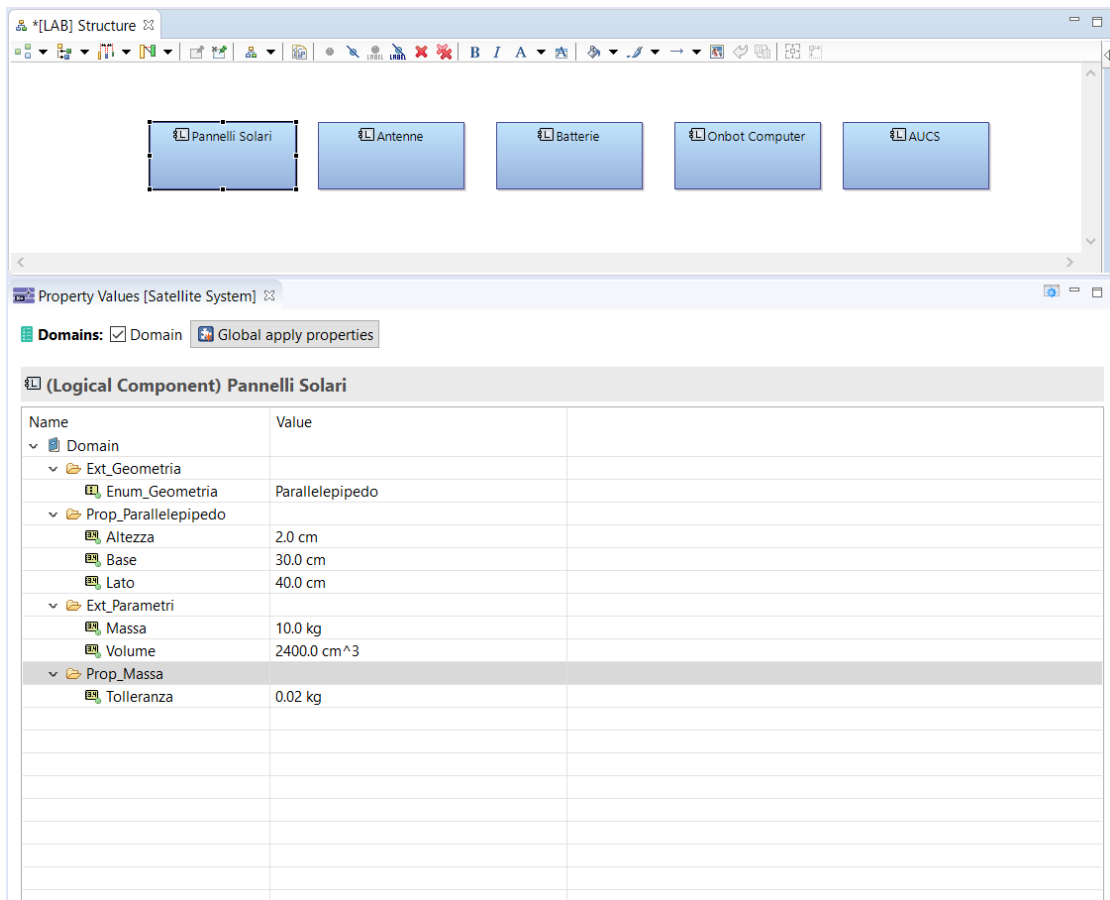 *[LAB] Structure
LABEL LABEL B I A
Pannelli Solari Antenne Batterie Onbot Computer AUCS
Property Values [Satellite System]
Domains: Domain Global apply properties
(Logical Component) Pannelli Solari
Name Value
Domain
Ext_Geometria
Enum_Geometria Parallelepipedo
Prop_Parallelepipedo
Altezza 2.0 cm
Base 30.0 cm
Lato 40.0 cm
Ext_Parametri
Massa 10.0 kg
Volume 2400.0 cm^3
Prop_Massa
Tolleranza 0.02 kg